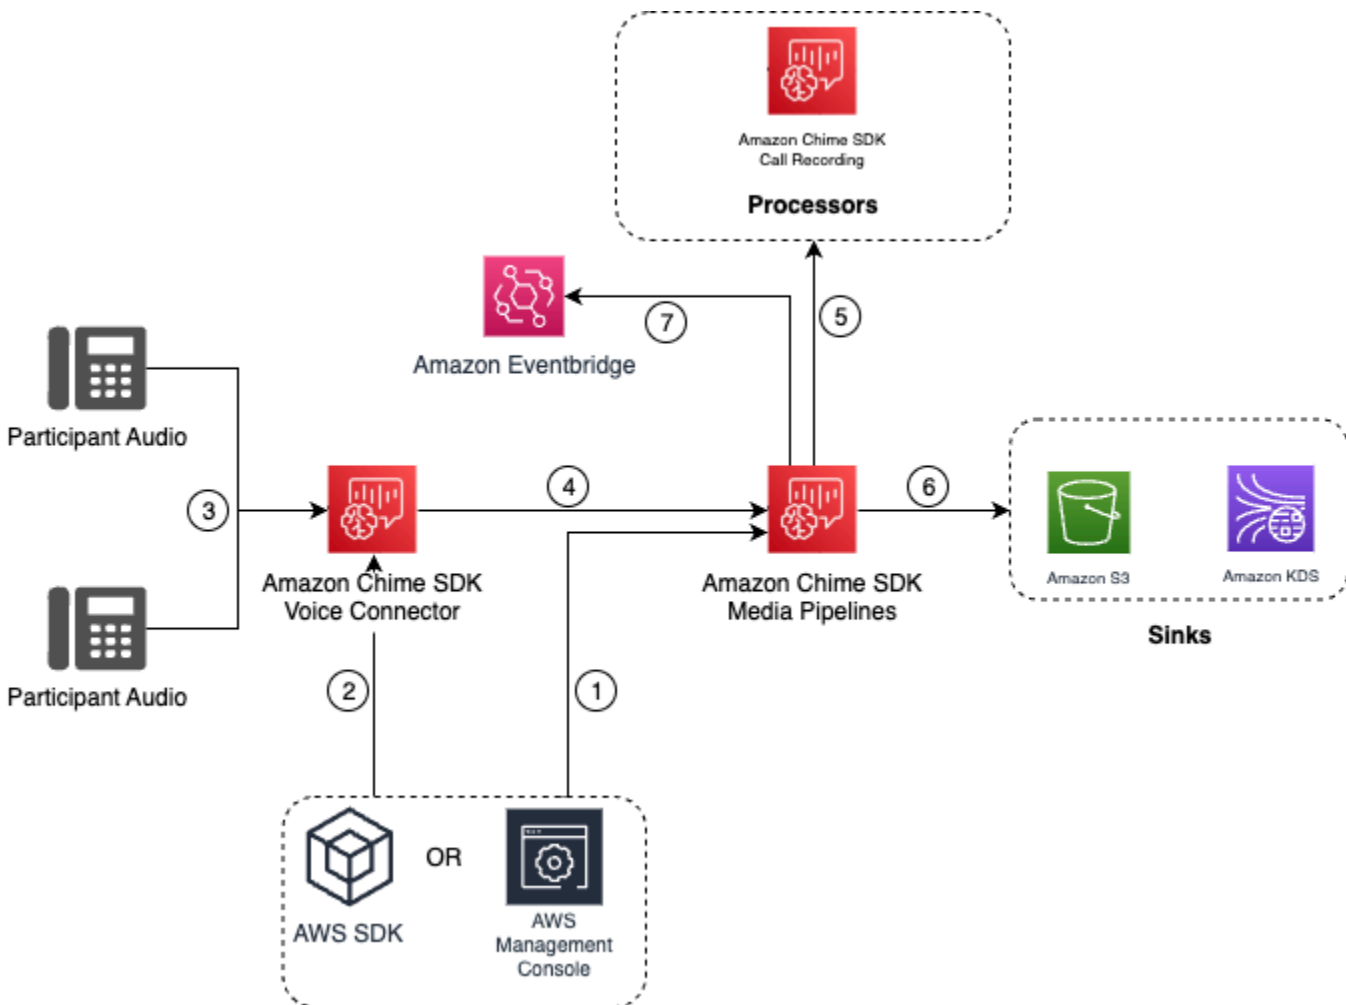 Amazon Chime SDK
Call Recording
Processors
7
5
Amazon Eventbridge
Participant Audio
3
4
6
Amazon Chime SDK
Voice Connector
Amazon Chime SDK
Media Pipelines
Amazon S3
Amazon KDS
Sinks
Participant Audio
2
1
OR
AWS SDK
AWS
Management
Console